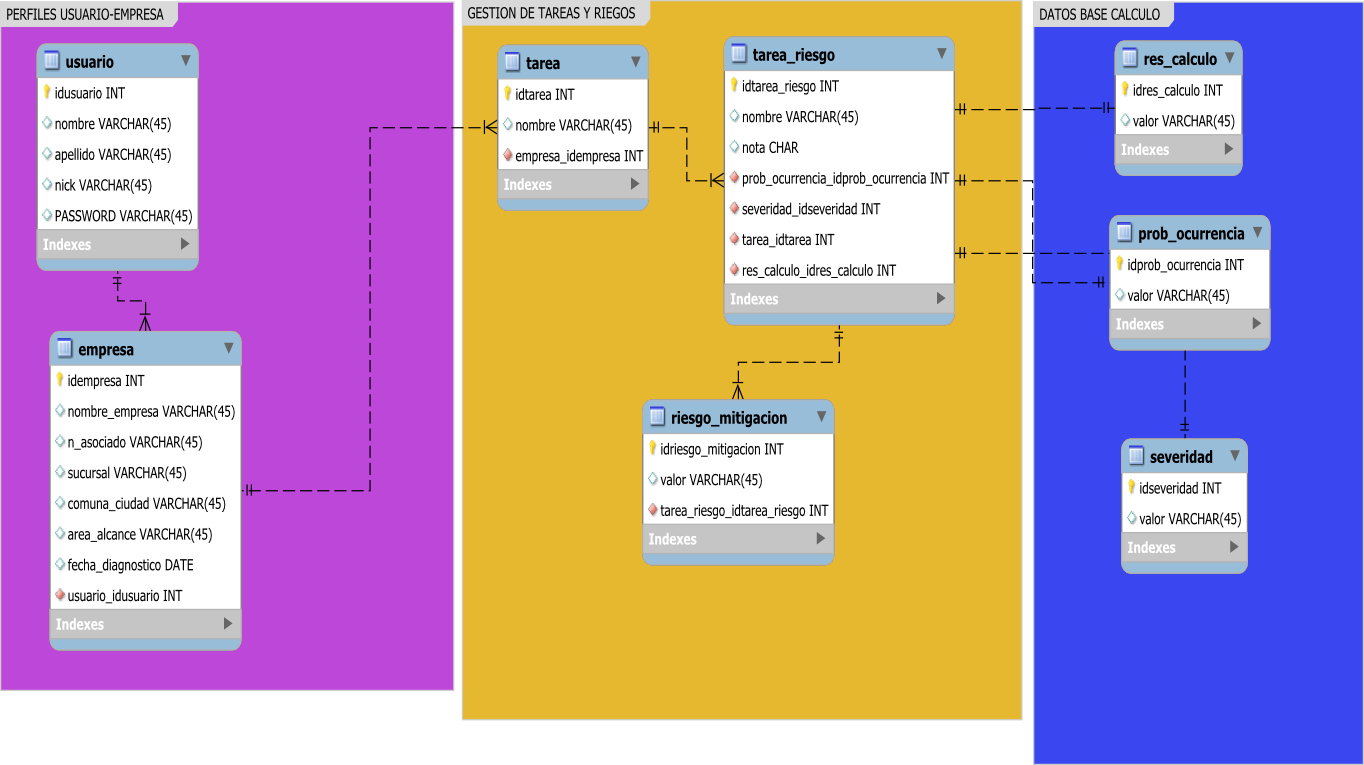 PERFILES USUARIO-EMPRESA
usuario
idusuario INT
nombre VARCHAR(45)
apellido VARCHAR(45)
nick VARCHAR(45)
PASSWORD VARCHAR(45)
Indexes
empresa
idempresa INT
nombre_empresa VARCHAR(45)
n_asociado VARCHAR(45)
sucursal VARCHAR(45)
comuna_ciudad VARCHAR(45)
area_alcance VARCHAR(45)
fecha_diagnostico DATE
usuario_idusuario INT
Indexes
GESTION DE TAREAS Y RIEGOS
tarea
idtarea INT
nombre VARCHAR(45)
empresa_idempresa INT
Indexes
tarea_riesgo
idtarea_riesgo INT
nombre VARCHAR(45)
nota CHAR
prob_ocurrencia_idprob_ocurrencia INT
severidad_idseveridad INT
tarea_idtarea INT
res_calculo_idres_calculo INT
Indexes
riesgo_mitigacion
idriesgo_mitigacion INT
valor VARCHAR(45)
tarea_riesgo_idtarea_riesgo INT
Indexes
DATOS BASE CALCULO
res_calculo
idres_calculo INT
valor VARCHAR(45)
Indexes
prob_ocurrencia
idprob_ocurrencia INT
valor VARCHAR(45)
Indexes
severidad
idseveridad INT
valor VARCHAR(45)
Indexes